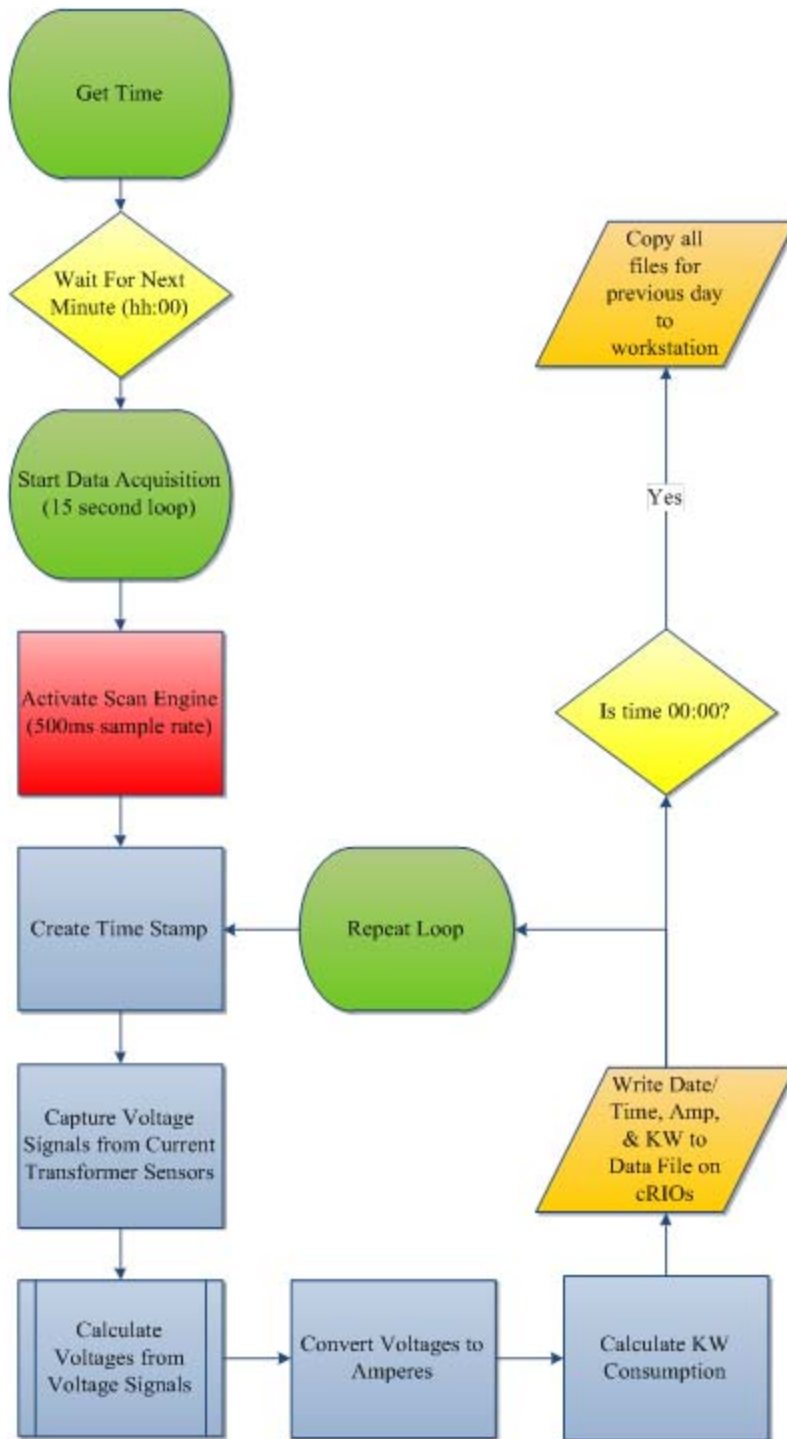 Get Time
Wait For Next
Minute (hh:00)
Start Data Acquisition
(15 second loop)
Activate Scan Engine
(500ms sample rate)
Create Time Stamp
Capture Voltage
Signals from Current
Transformer Sensors
Calculate
Voltages from
Voltage Signals
Convert Voltages to
Amperes
Calculate KW
Consumption
Write Date/
Time, Amp,
& KW to
Data File on
cRIOs
Repeat Loop
Is time 00:00?
Yes
Copy all
files for
previous day
to
workstation